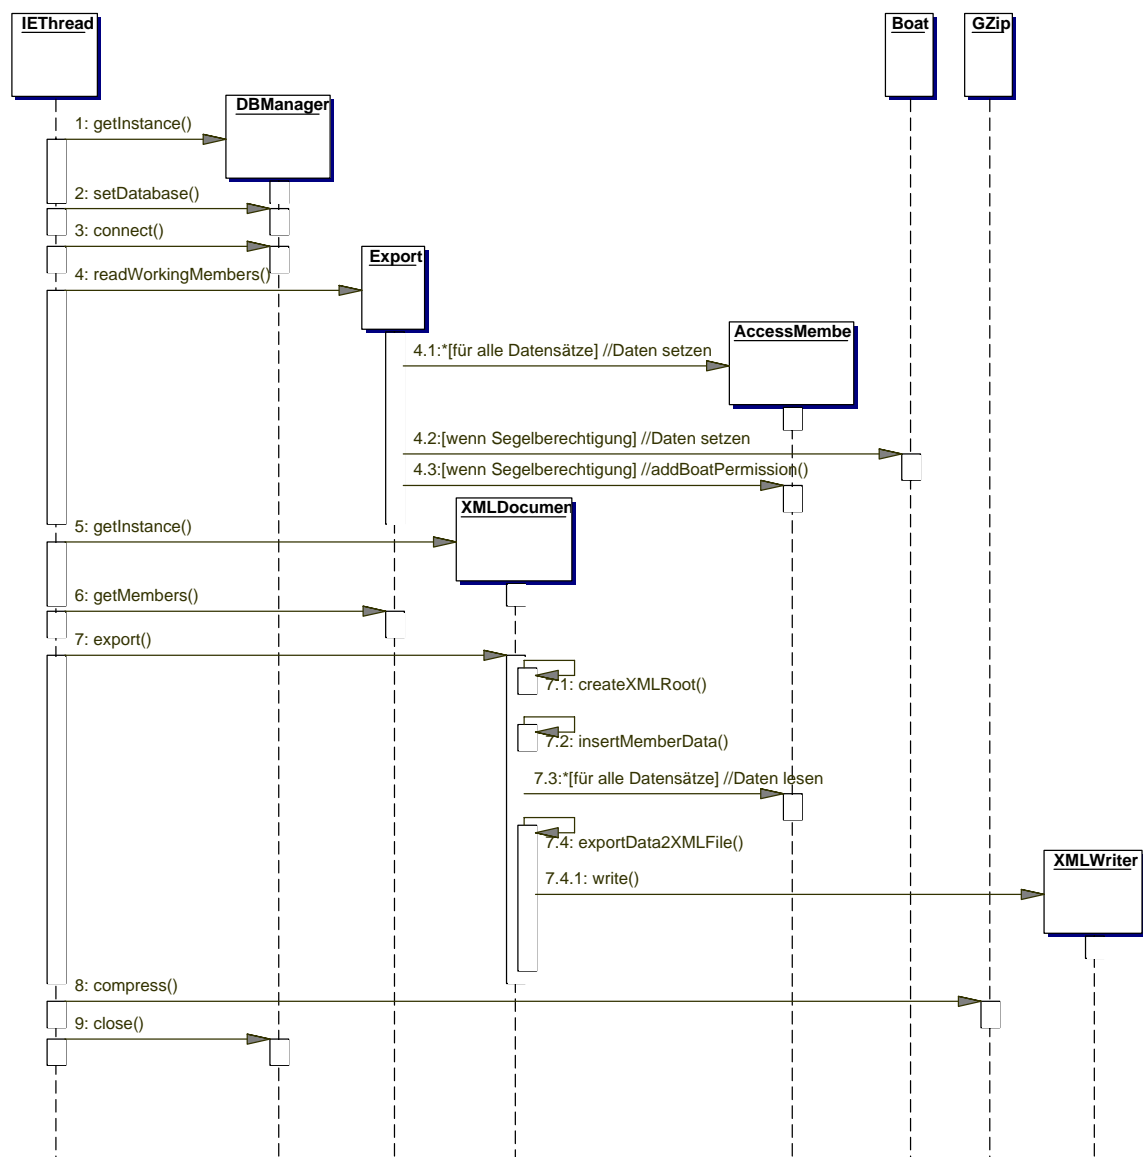 IEThread
Boat
GZip
DBManager
1: getInstance()
2: setDatabase()
3: connect()
Export
4: readWorkingMembers()
AccessMembe
4.1:*[für alle Datensätze] //Daten setzen
4.2:[wenn Segelberechtigung] //Daten setzen
4.3:[wenn Segelberechtigung] //addBoatPermission()
XMLDocumen
5: getInstance()
6: getMembers()
7: export()
7.1: createXMLRoot()
7.2: insertMemberData()
7.3:*[für alle Datensätze] //Daten lesen
7.4: exportData2XMLFile()
XMLWriter
7.4.1: write()
8: compress()
9: close()